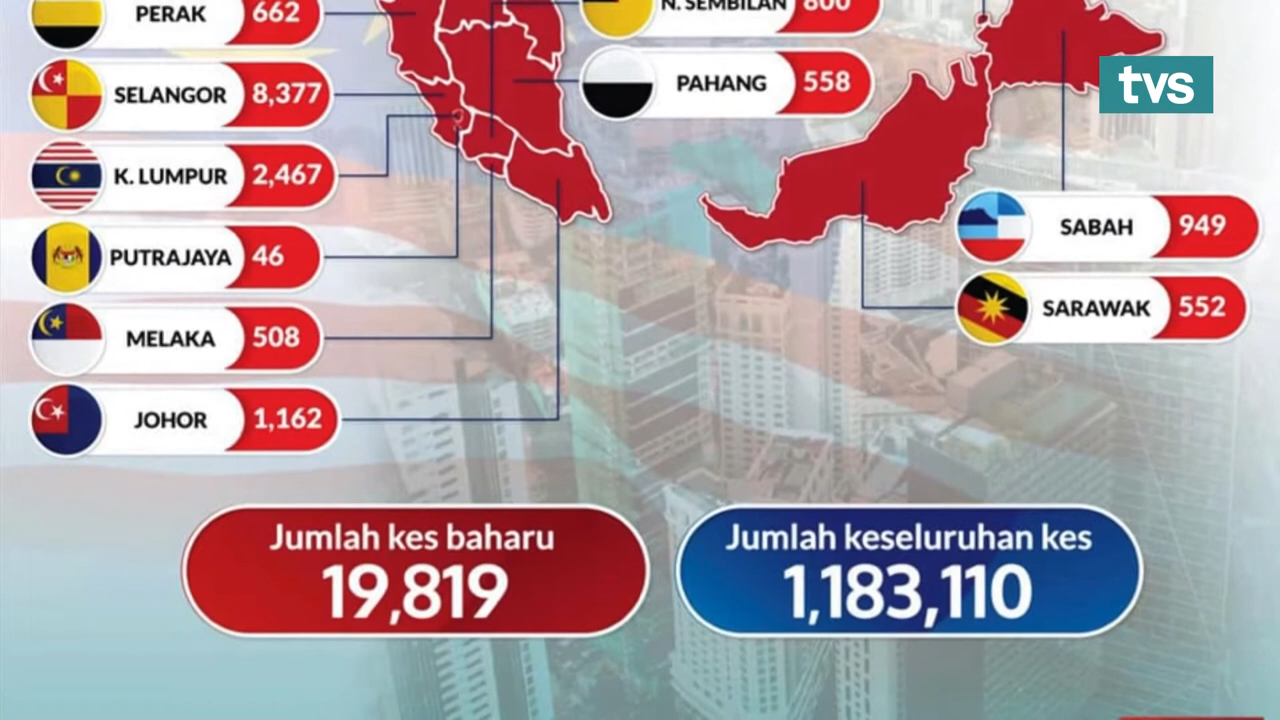 PERAK 662
SELANGOR 8,377
K. LUMPUR 2,467
PUTRAJAYA 46
MELAKA 508
JOHOR 1,162
N. SEMBILAN 800
PAHANG 558
tvs
SABAH 949
SARAWAK 552
Jumlah kes baharu
19,819
Jumlah keseluruhan kes
1,183,110